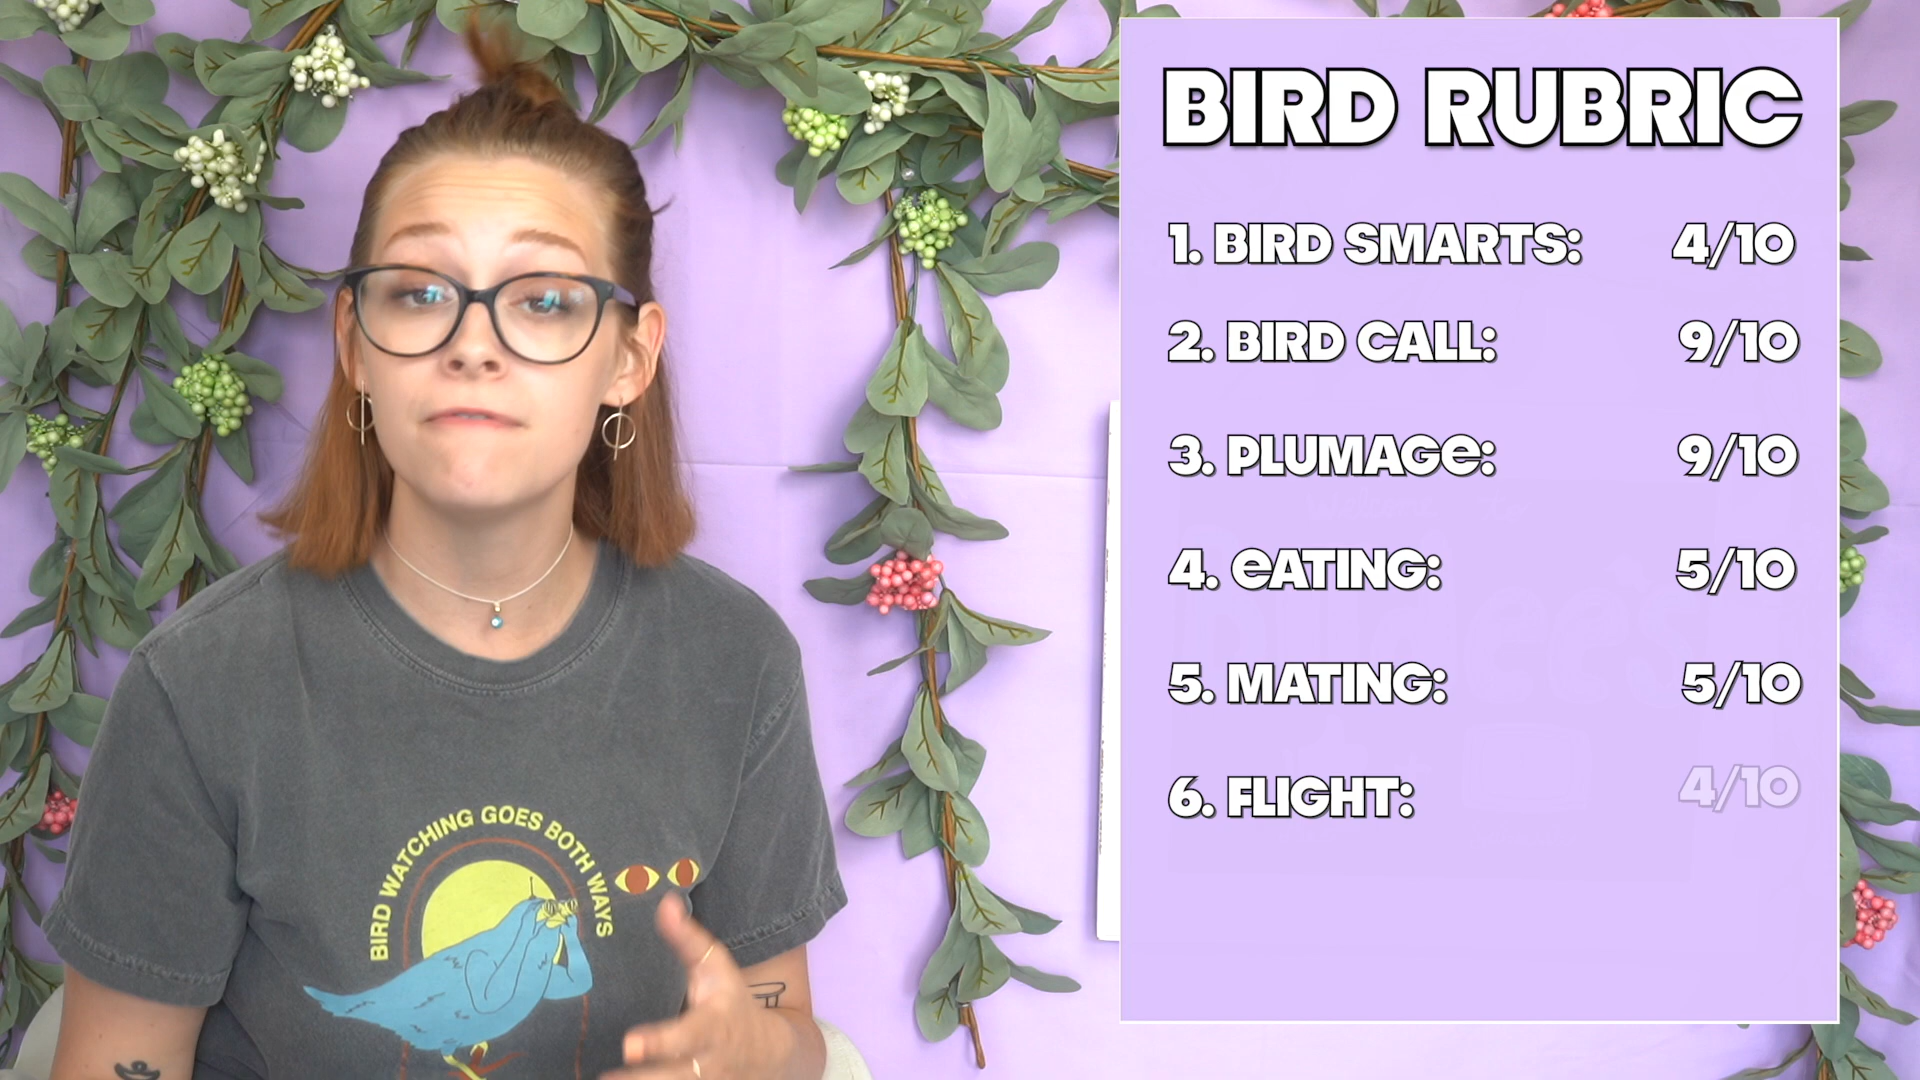 BIRD RUBRIC
1. BIRD SMARTS: 4/10
2. BIRD CALL: 9/10
3. PLUMAGE: 9/10
4. EATING: 5/10
5. MATING: 5/10
6. FLIGHT: 4/10
BIRD WATCHING GOES BOTH WAYS